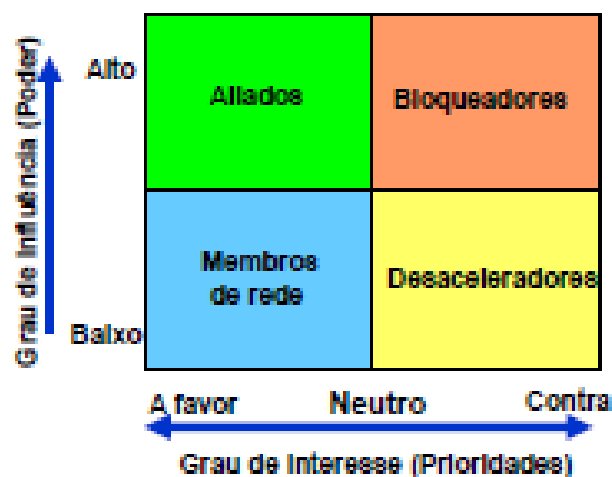 Grau de Influência (Poder)
Alto
Aliados
Bloqueadores
Membros
de rede
Desaceleradores
Baixo
A favor
Neutro
Contra
Grau de Interesse (Prioridades)